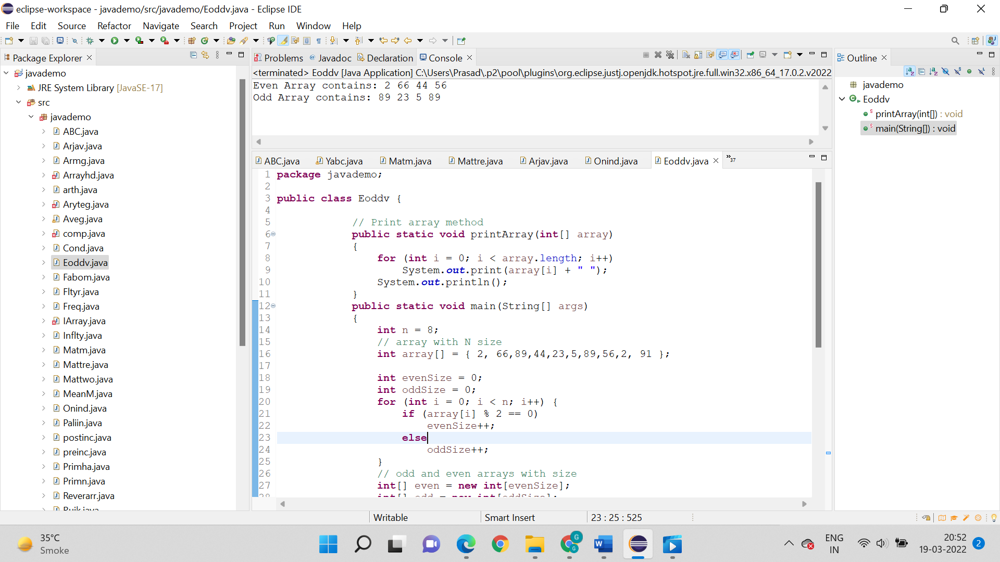 eclipse-workspace - javademo/src/javademo/Eoddv.java - Eclipse IDE
File Edit Source Refactor Navigate Search Project Run Window Help
Package Explorer
javademo
JRE System Library [JavaSE-17]
src
javademo
ABC.java
Arjav.java
Armg.java
Arrayhd.java
arth.java
Aryteg.java
Aveg.java
comp.java
Cond.java
Eoddv.java
Fabom.java
Fltyr.java
Freq.java
IArray.java
Inflty.java
Matm.java
Mattre.java
Mattwo.java
MeanM.java
Onind.java
Paliin.java
postinc.java
preinc.java
Primha.java
Primn.java
Reverarr.java
Problems Javadoc Declaration Console
<terminated> Eoddv [Java Application] C:\Users\Prasad\.p2\pool\plugins\org.eclipse.justj.openjdk.hotspot.jre.full.win32.x86_64_17.0.2.v2022
Even Array contains: 2 66 44 56
Odd Array contains: 89 23 5 89
ABC.java Yabc.java Matm.java Mattre.java Arjav.java Onind.java Eoddv.java »37
1 package javademo;
2
3 public class Eoddv {
4
5 // Print array method
6 public static void printArray(int[] array)
7 {
8 for (int i = 0; i < array.length; i++)
9 System.out.print(array[i] + " ");
10 System.out.println();
11 }
12 public static void main(String[] args)
13 {
14 int n = 8;
15 // array with N size
16 int array[] = { 2, 66,89,44,23,5,89,56,2, 91 };
17
18 int evenSize = 0;
19 int oddSize = 0;
20 for (int i = 0; i < n; i++) {
21 if (array[i] % 2 == 0)
22 evenSize++;
23 else
24 oddSize++;
25 }
26 // odd and even arrays with size
27 int[] even = new int[evenSize];
28 int[] odd = new int[oddSize];
Outline
javademo
Eoddv
printArray(int[]) : void
main(String[]) : void
Writable Smart Insert 23 : 25 : 525
35°C
Smoke
ENG
IN
20:52
19-03-2022
2